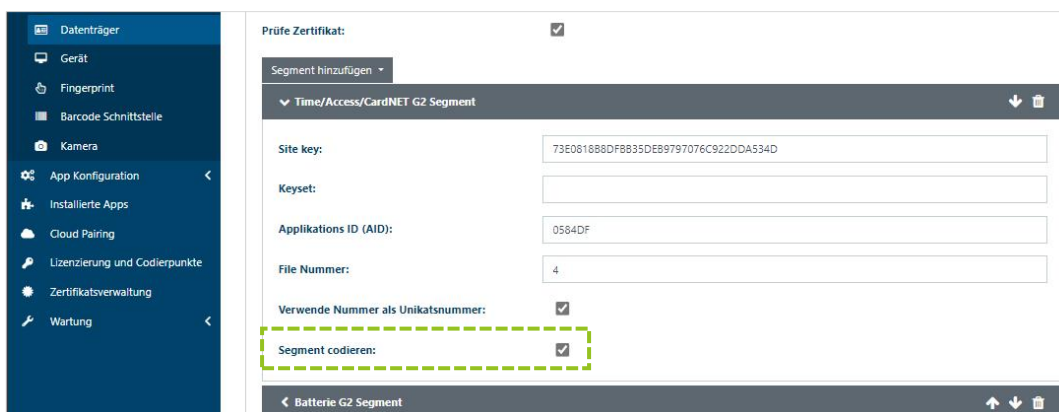 Datenträger
Gerät
Fingerprint
Barcode Schnittstelle
Kamera
App Konfiguration
Installierte Apps
Cloud Pairing
Lizenzierung und Codierpunkte
Zertifikatsverwaltung
Wartung
Prüfe Zertifikat:
Segment hinzufügen
Time/Access/CardNET G2 Segment
Site key: 73E0818B8DFBB35DEB9797076C922DDA534D
Keyset:
Applikations ID (AID): 0584DF
File Nummer: 4
Verwende Nummer als Unikatsnummer:
Segment codieren:
Batterie G2 Segment